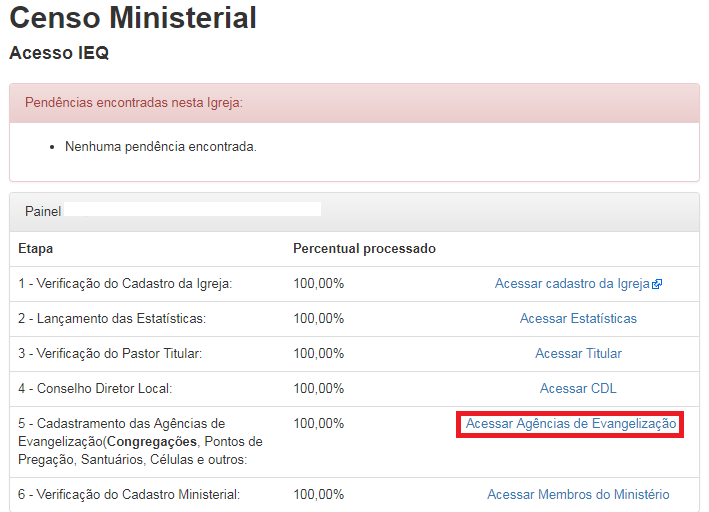 Censo Ministerial
Acesso IEQ
Pendências encontradas nesta Igreja:
Nenhuma pendência encontrada.
Painel
Etapa Percentual processado
1 - Verificação do Cadastro da Igreja: 100,00% Acessar cadastro da Igreja
2 - Lançamento das Estatísticas: 100,00% Acessar Estatísticas
3 - Verificação do Pastor Titular: 100,00% Acessar Titular
4 - Conselho Diretor Local: 100,00% Acessar CDL
5 - Cadastramento das Agências de 100,00% Acessar Agências de Evangelização
Evangelização(Congregações, Pontos de
Pregação, Santuários, Células e outros:
6 - Verificação do Cadastro Ministerial: 100,00% Acessar Membros do Ministério